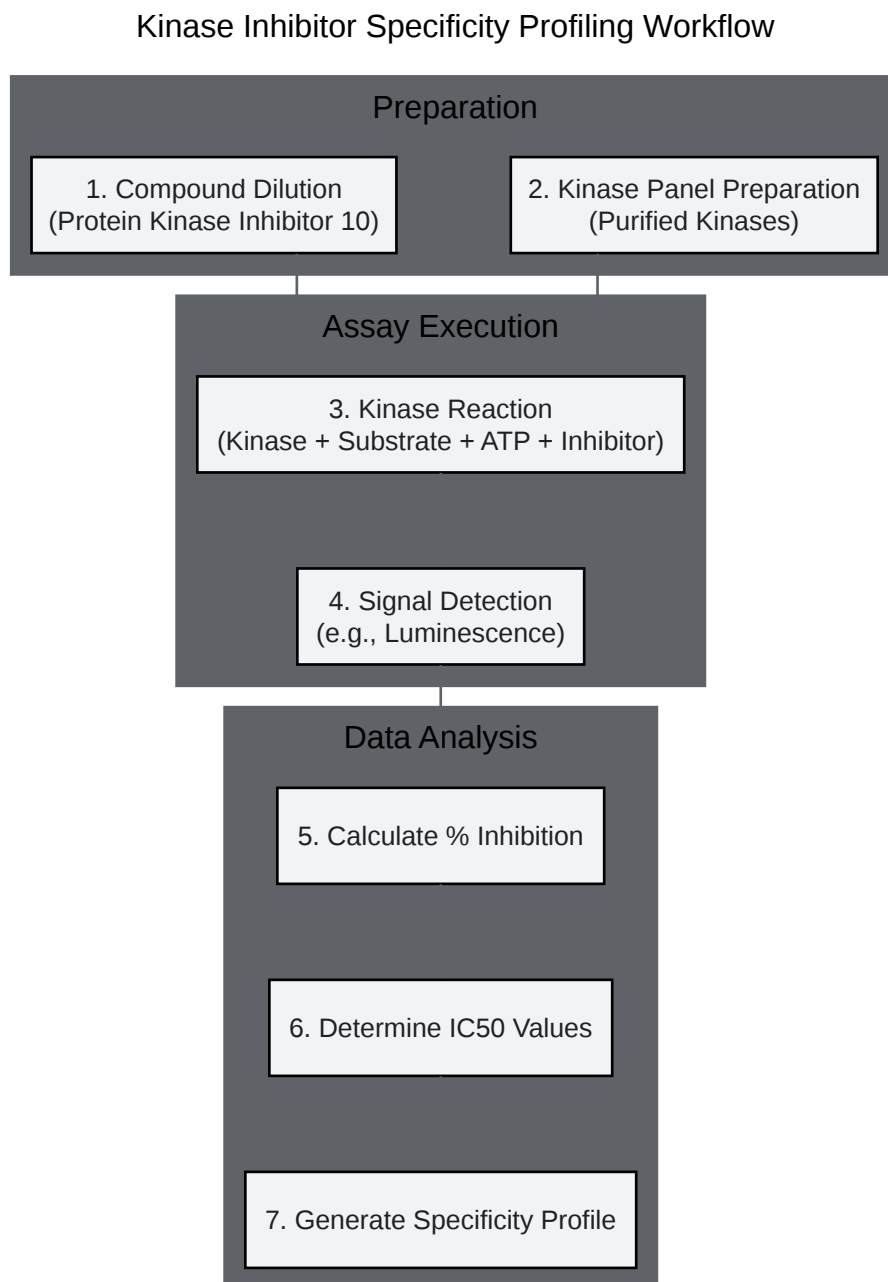 Kinase Inhibitor Specificity Profiling Workflow
Preparation
1. Compound Dilution
(Protein Kinase Inhibitor 10)
2. Kinase Panel Preparation
(Purified Kinases)
Assay Execution
3. Kinase Reaction
(Kinase + Substrate + ATP + Inhibitor)
4. Signal Detection
(e.g., Luminescence)
Data Analysis
5. Calculate % Inhibition
6. Determine IC50 Values
7. Generate Specificity Profile